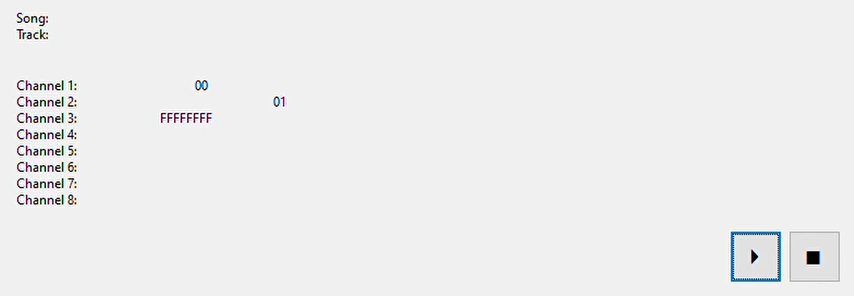 Song:
Track:
Channel 1: 00
Channel 2: 01
Channel 3: FFFFFFFF
Channel 4:
Channel 5:
Channel 6:
Channel 7:
Channel 8: